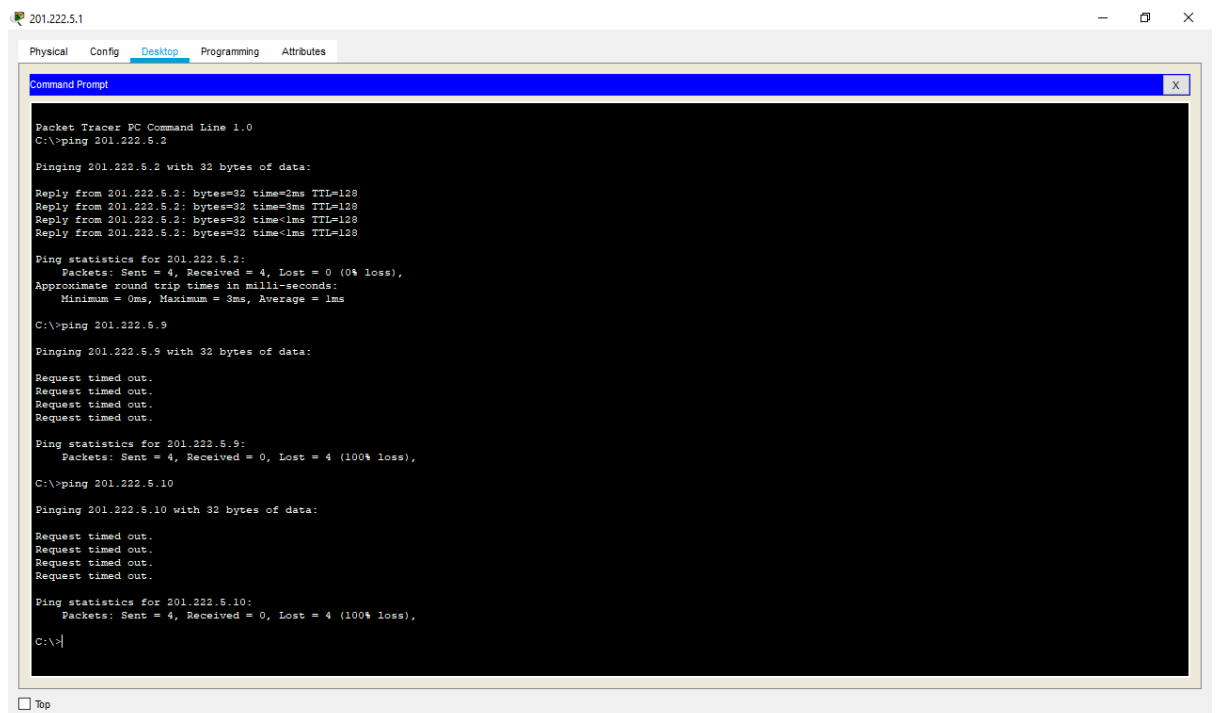 201.222.5.1
Physical Config Desktop Programming Attributes
Command Prompt
X
Packet Tracer PC Command Line 1.0
C:\>ping 201.222.5.2
Pinging 201.222.5.2 with 32 bytes of data:
Reply from 201.222.5.2: bytes=32 time=2ms TTL=128
Reply from 201.222.5.2: bytes=32 time=3ms TTL=128
Reply from 201.222.5.2: bytes=32 time<1ms TTL=128
Reply from 201.222.5.2: bytes=32 time<1ms TTL=128
Ping statistics for 201.222.5.2:
Packets: Sent = 4, Received = 4, Lost = 0 (0% loss),
Approximate round trip times in milli-seconds:
Minimum = 0ms, Maximum = 3ms, Average = 1ms
C:\>ping 201.222.5.9
Pinging 201.222.5.9 with 32 bytes of data:
Request timed out.
Request timed out.
Request timed out.
Request timed out.
Ping statistics for 201.222.5.9:
Packets: Sent = 4, Received = 0, Lost = 4 (100% loss),
C:\>ping 201.222.5.10
Pinging 201.222.5.10 with 32 bytes of data:
Request timed out.
Request timed out.
Request timed out.
Request timed out.
Ping statistics for 201.222.5.10:
Packets: Sent = 4, Received = 0, Lost = 4 (100% loss),
C:\>
Top